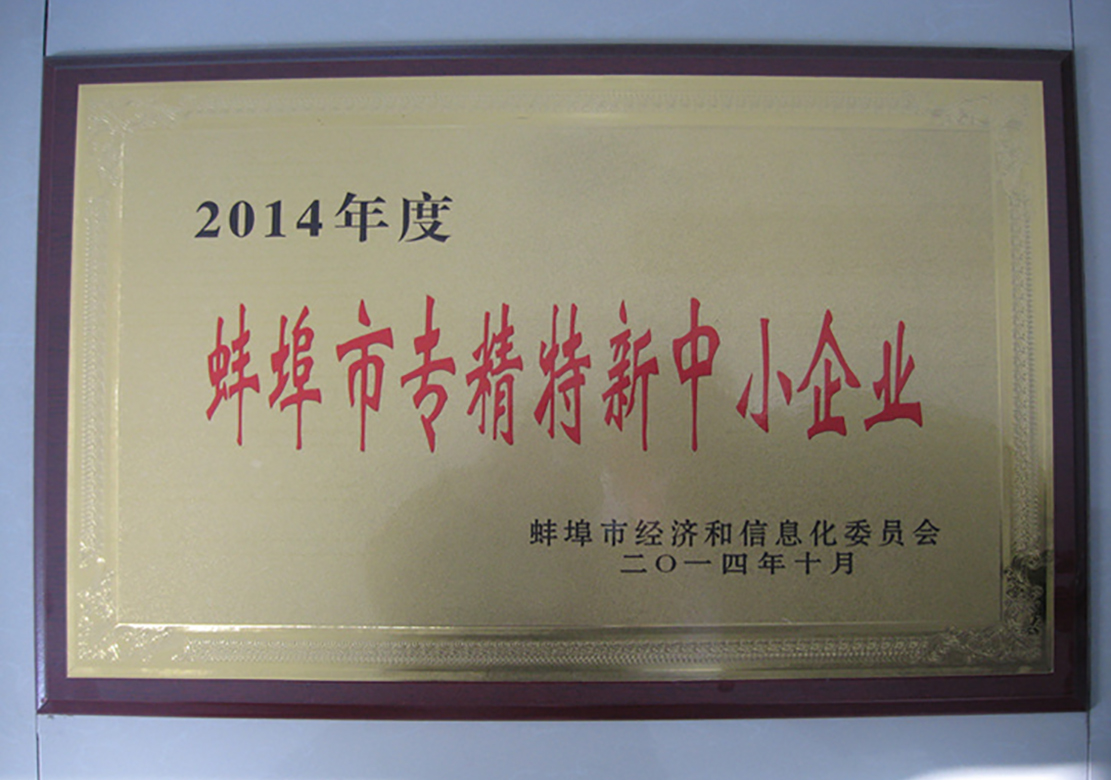 2014年度
蚌埠市专精特新中小企业
蚌埠市经济和信息化委员会
二〇一四年十月